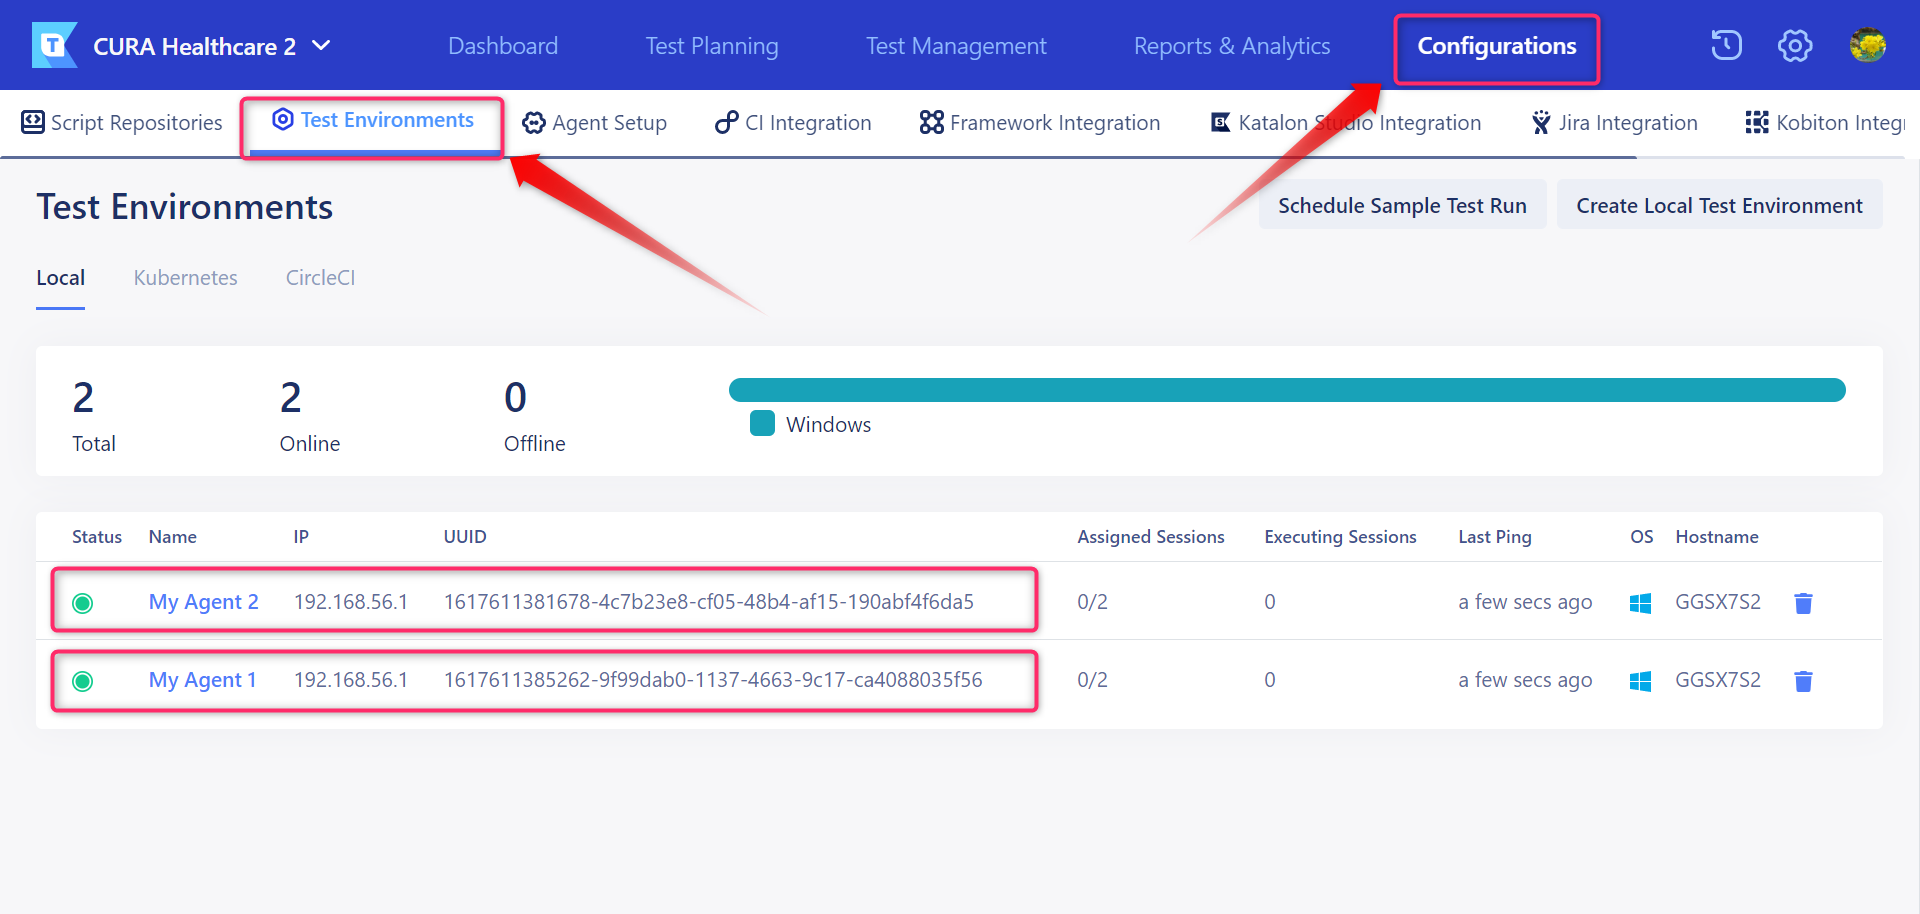 T CURA Healthcare 2 Dashboard Test Planning Test Management Reports & Analytics Configurations
Script Repositories Test Environments Agent Setup CI Integration Framework Integration Katalon Studio Integration Jira Integration Kobiton Integr
Test Environments Schedule Sample Test Run Create Local Test Environment
Local Kubernetes CircleCI
2 2 0
Windows
Total Online Offline
Status Name IP UUID Assigned Sessions Executing Sessions Last Ping OS Hostname
My Agent 2 192.168.56.1 1617611381678-4c7b23e8-cf05-48b4-af15-190abf4f6da5 0/2 0 a few secs ago GGSX7S2
My Agent 1 192.168.56.1 1617611385262-9f99dab0-1137-4663-9c17-ca4088035f56 0/2 0 a few secs ago GGSX7S2